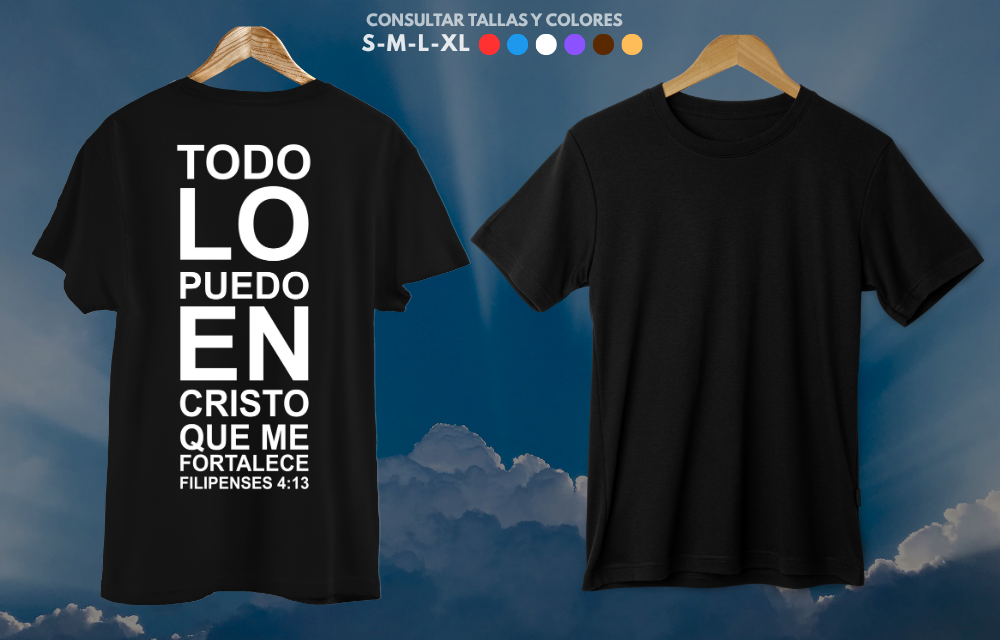 CONSULTAR TALLAS Y COLORES
S-M-L-XL
TODO
LO
PUEDO
EN
CRISTO
QUE ME
FORTALECE
FILIPENSES 4:13